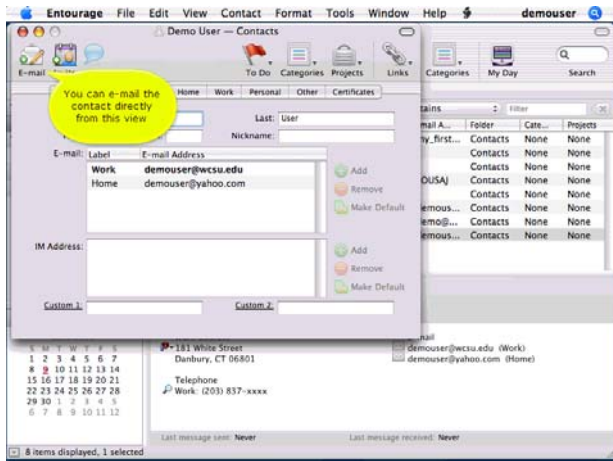 Entourage File Edit View Contact Format Tools Window Help demouser
Demo User — Contacts
E-mail To Do Categories Projects Links Categories My Day Search
You can e-mail the
contact directly
from this view
Home Work Personal Other Certificates
Last: User
Nickname:
E-mail: Label E-mail Address
Work demouser@wcsu.edu
Home demouser@yahoo.com
Add
Remove
Make Default
IM Address:
Add
Remove
Make Default
Custom 1: Custom 2:
tains Filter
mail A... Folder Cate... Projects
ny_first... Contacts None None
Contacts None None
Contacts None None
OUSAJ Contacts None None
demous... Contacts None None
demo@... Contacts None None
demous... Contacts None None
S M T W T F S
1 2 3 4 5 6 7
8 9 10 11 12 13 14
15 16 17 18 19 20 21
22 23 24 25 26 27 28
29 30 1 2 3 4 5
6 7 8 9 10 11 12
181 White Street
Danbury, CT 06801
Telephone
Work: (203) 837-xxxx
mail
demouser@wcsu.edu (Work)
demouser@yahoo.com (Home)
Last message sent: Never Last message received: Never
8 items displayed, 1 selected